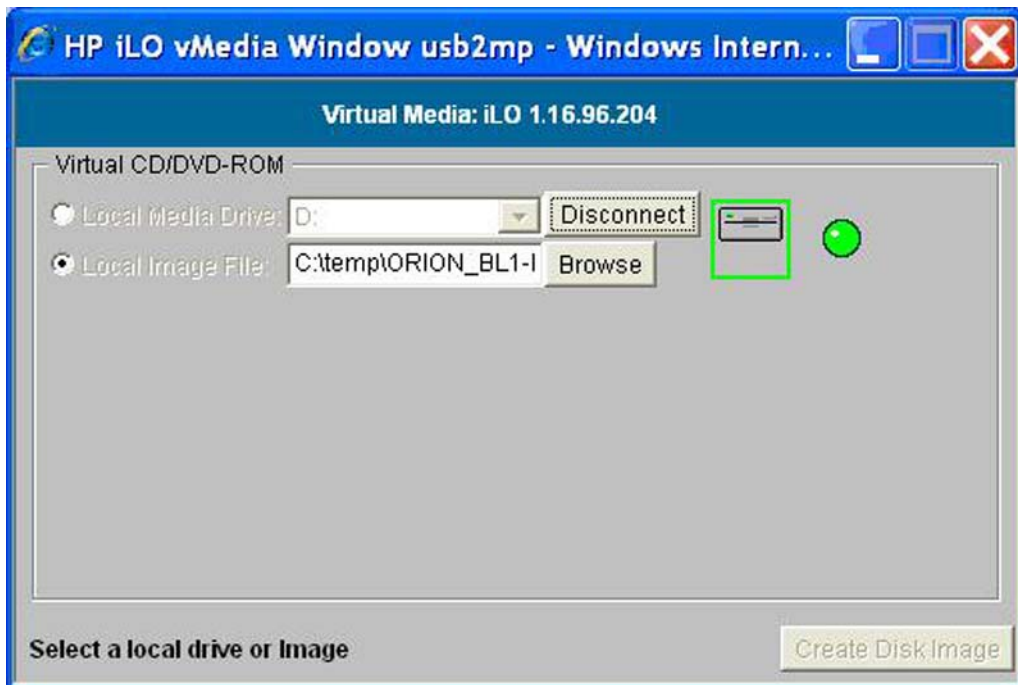 HP iLO vMedia Window usb2mp - Windows Intern...
Virtual Media: iLO 1.16.96.204
Virtual CD/DVD-ROM
Local Media Drive: D: Disconnect
Local Image File: C:\temp\ORION_BL1-I Browse
Select a local drive or Image Create Disk Image